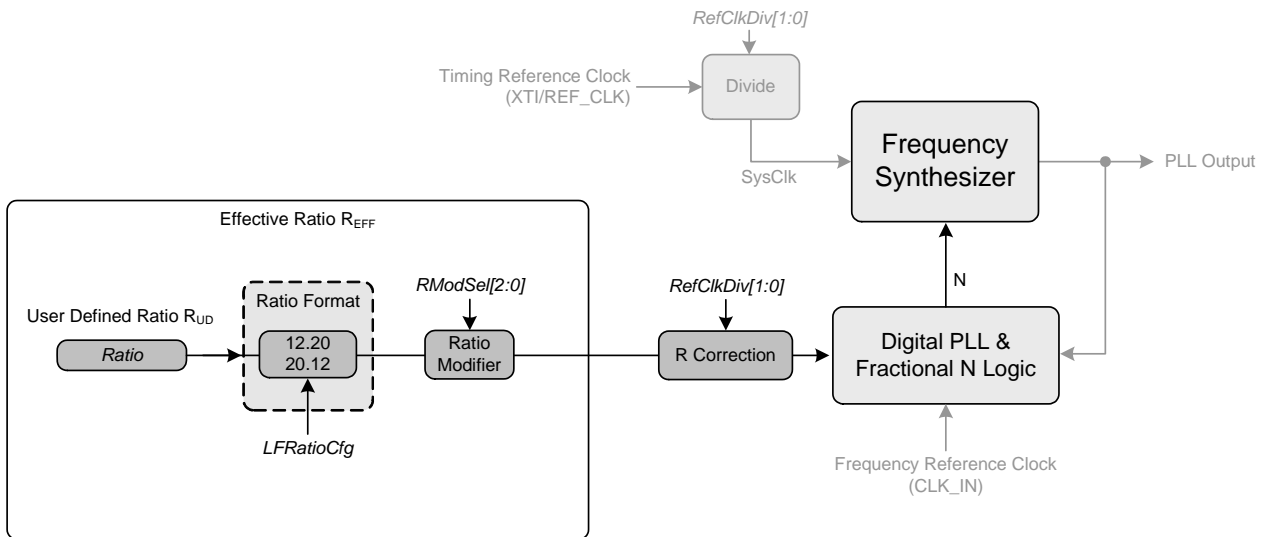 RefClkDiv[1:0]
Timing Reference Clock
(XTI/REF_CLK)
Divide
Frequency
Synthesizer
PLL Output
SysClk
Effective Ratio REFF
N
RModSel[2:0]
RefClkDiv[1:0]
Ratio Format
User Defined Ratio RUD
Ratio
12.20
20.12
Ratio
Modifier
R Correction
Digital PLL &
Fractional N Logic
LFRatioCfg
Frequency Reference Clock
(CLK_IN)